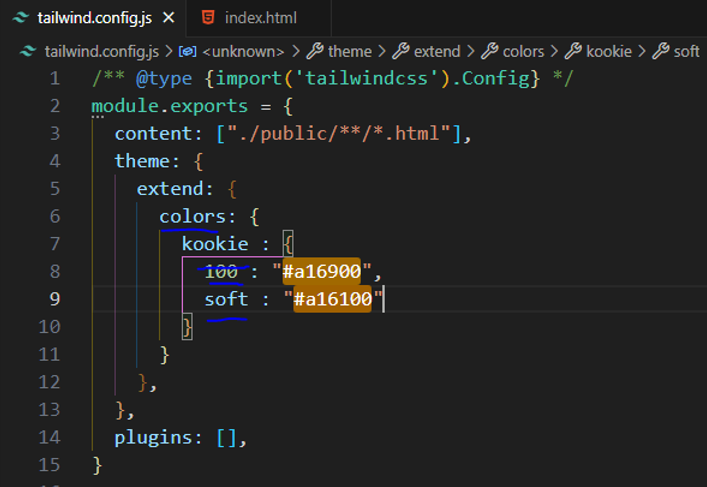 tailwind.config.js × index.html
tailwind.config.js > <unknown> > theme > extend > colors > kookie > soft
1 /** @type {import('tailwindcss').Config} */
2 module.exports = {
3 content: ["./public/**/*.html"],
4 theme: {
5 extend: {
6 colors: {
7 kookie : {
8 100 : "#a16900",
9 soft : "#a16100"
10 }
11 }
12 },
13 },
14 plugins: [],
15 }
16